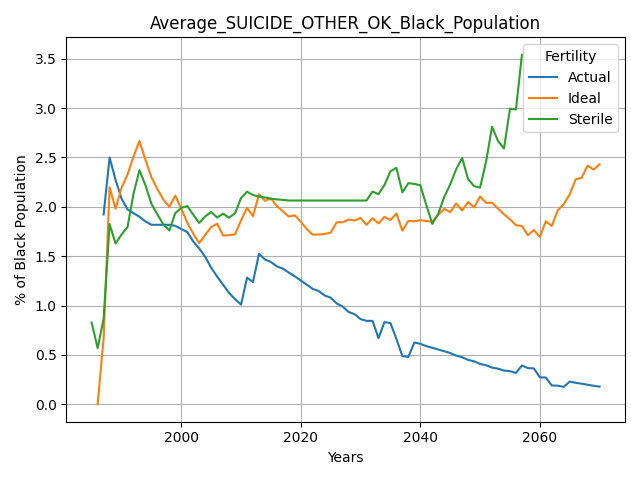 Average_SUICIDE_OTHER_OK_Black_Population
Fertility
Actual
Ideal
Sterile
% of Black Population
3.5
3.0
2.5
2.0
1.5
1.0
0.5
0.0
2000
2020
2040
2060
Years